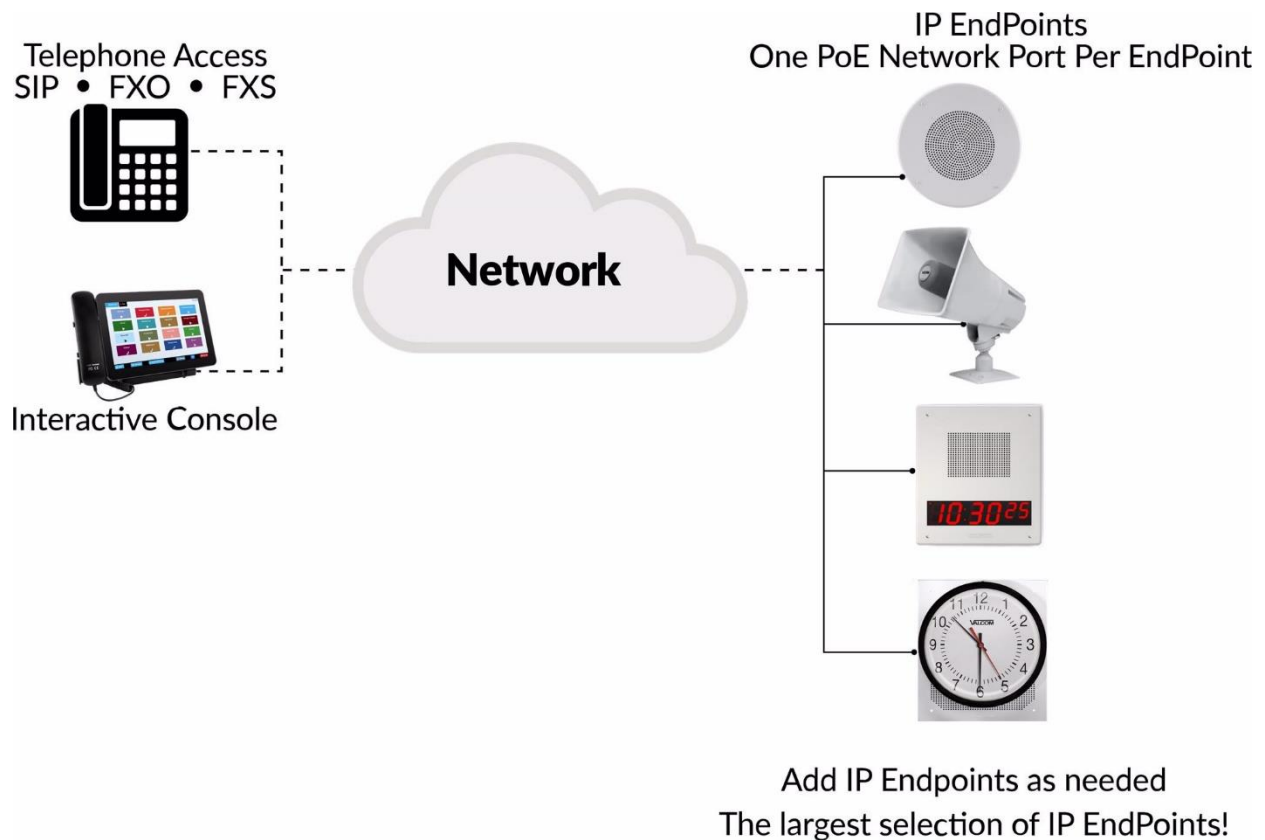 Telephone Access
SIP • FXO • FXS
Interactive Console
Network
IP EndPoints
One PoE Network Port Per EndPoint
10:30 25
11 12 1
10 2
9 3
8 4
7 6 5
VALCOM
Add IP Endpoints as needed
The largest selection of IP EndPoints!